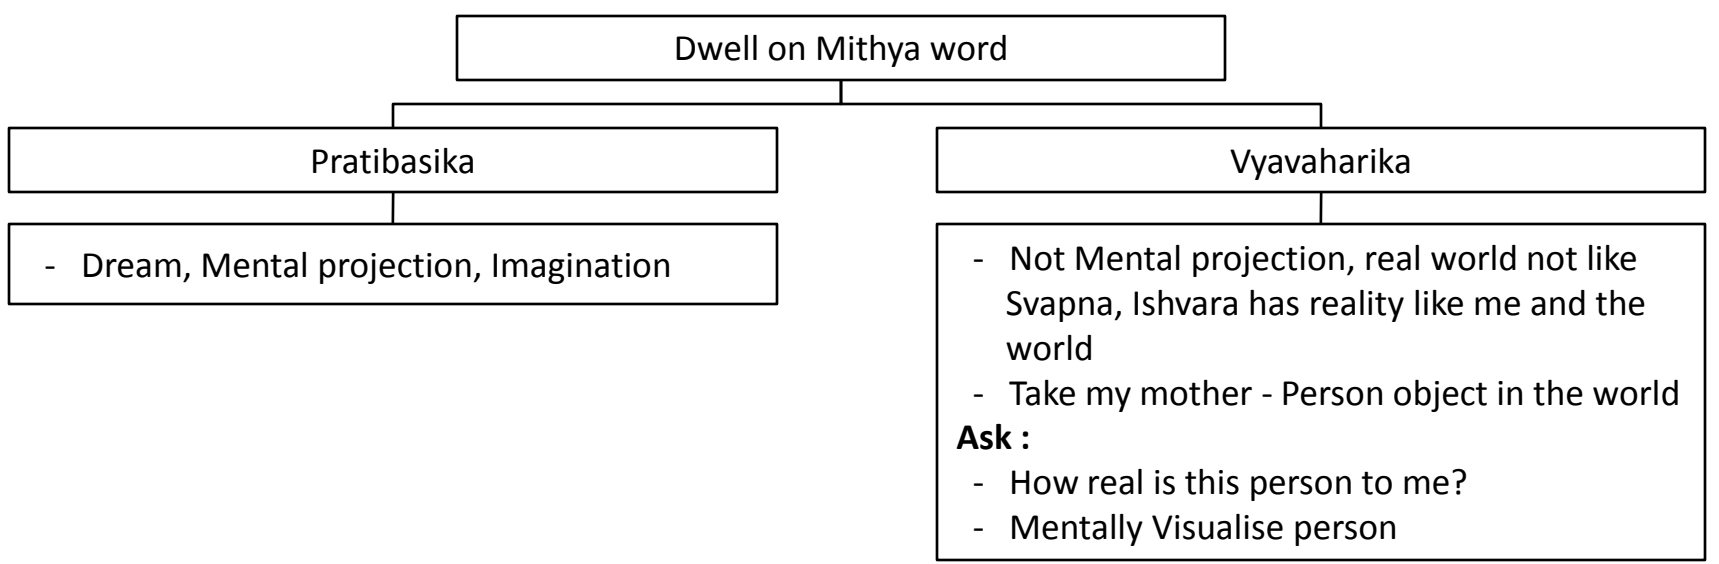 Dwell on Mithya word
Pratibasika
Vyavaharika
- Dream, Mental projection, Imagination
- Not Mental projection, real world not like
Svapna, Ishvara has reality like me and the
world
- Take my mother - Person object in the world
Ask :
- How real is this person to me?
- Mentally Visualise person